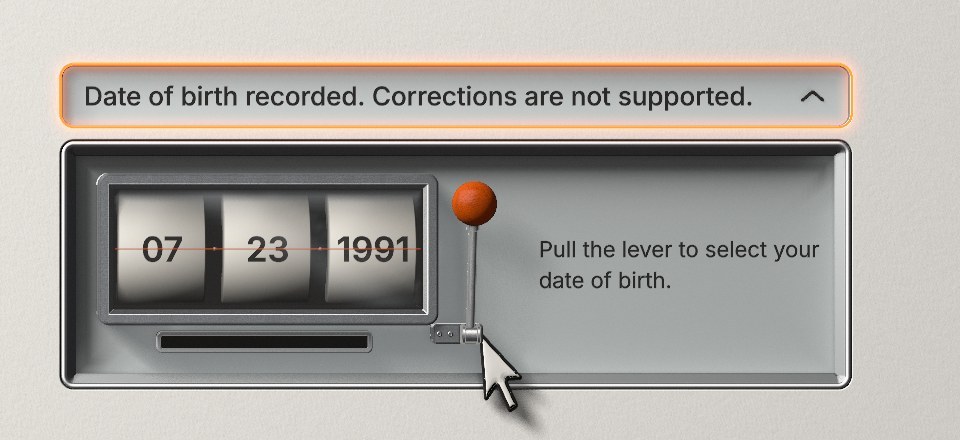 Date of birth recorded. Corrections are not supported.
07 23 1991
Pull the lever to select your
date of birth.